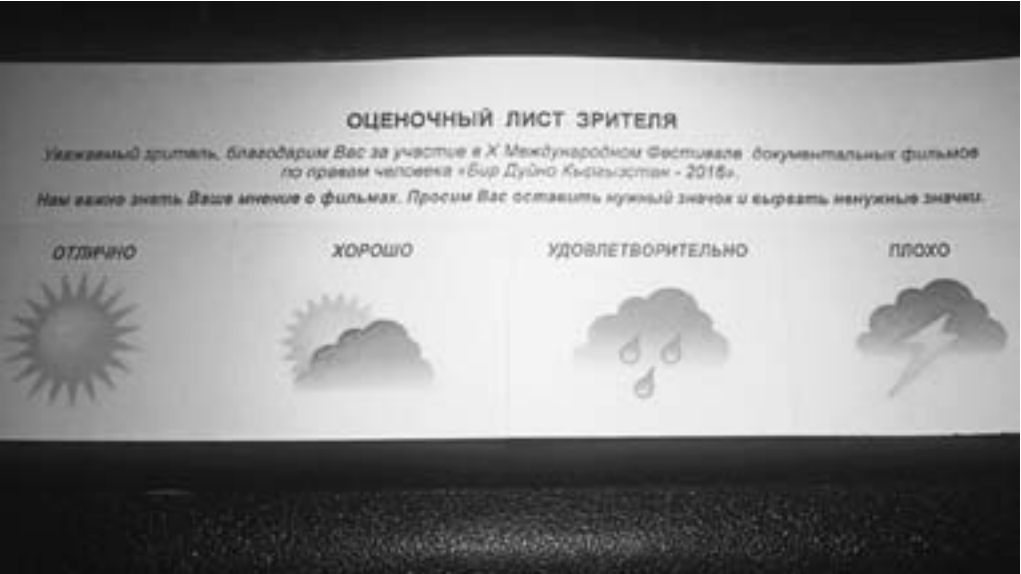 ОЦЕНОЧНЫЙ ЛИСТ ЗРИТЕЛЯ
Уважаемый зритель, благодарим Вас за участие в X Международном Фестивале документальных фильмов
по правам человека «Бир Дуйно Кыргызстан - 2016».
Нам важно знать Ваше мнение о фильмах. Просим Вас оставить нужный значок и вырвать ненужные значки.
ОТЛИЧНО ХОРОШО УДОВЛЕТВОРИТЕЛЬНО ПЛОХО